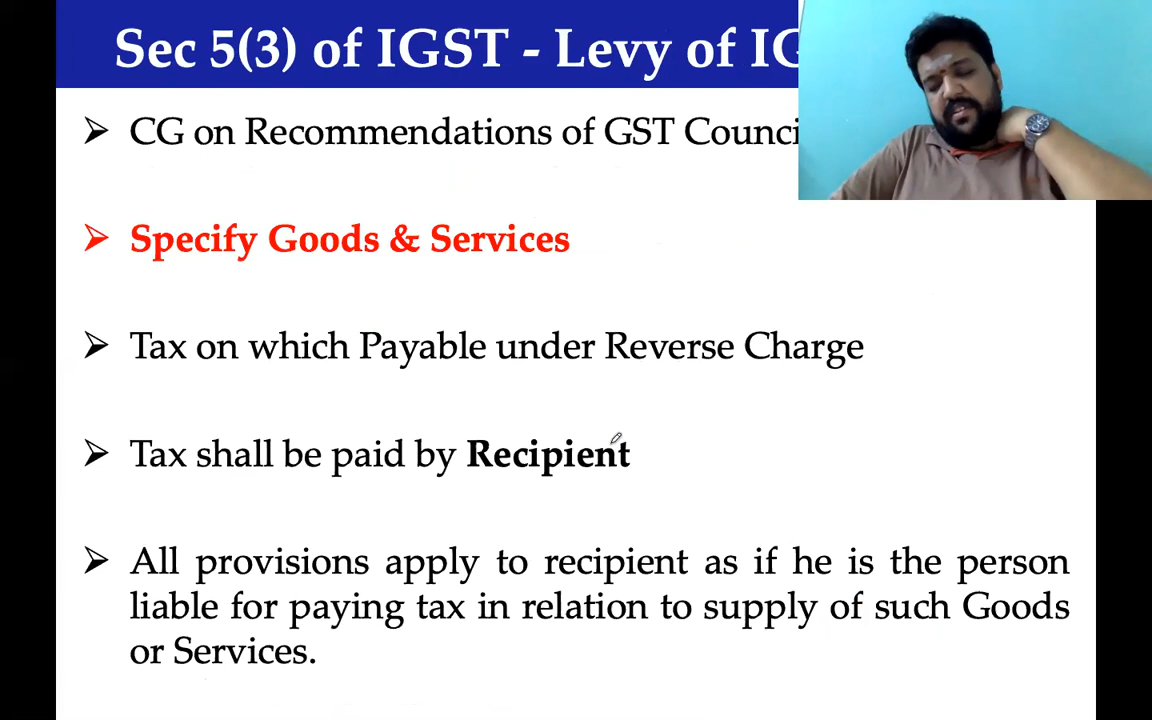 Sec 5(3) of IGST - Levy of
➢ CG on Recommendations of GST
➢ Specify Goods & Services
➢ Tax on which Payable under Reverse Charge
➢ Tax shall be paid by Recipient
➢ All provisions apply to recipient as if he is the person
liable for paying tax in relation to supply of such Goods
or Services.